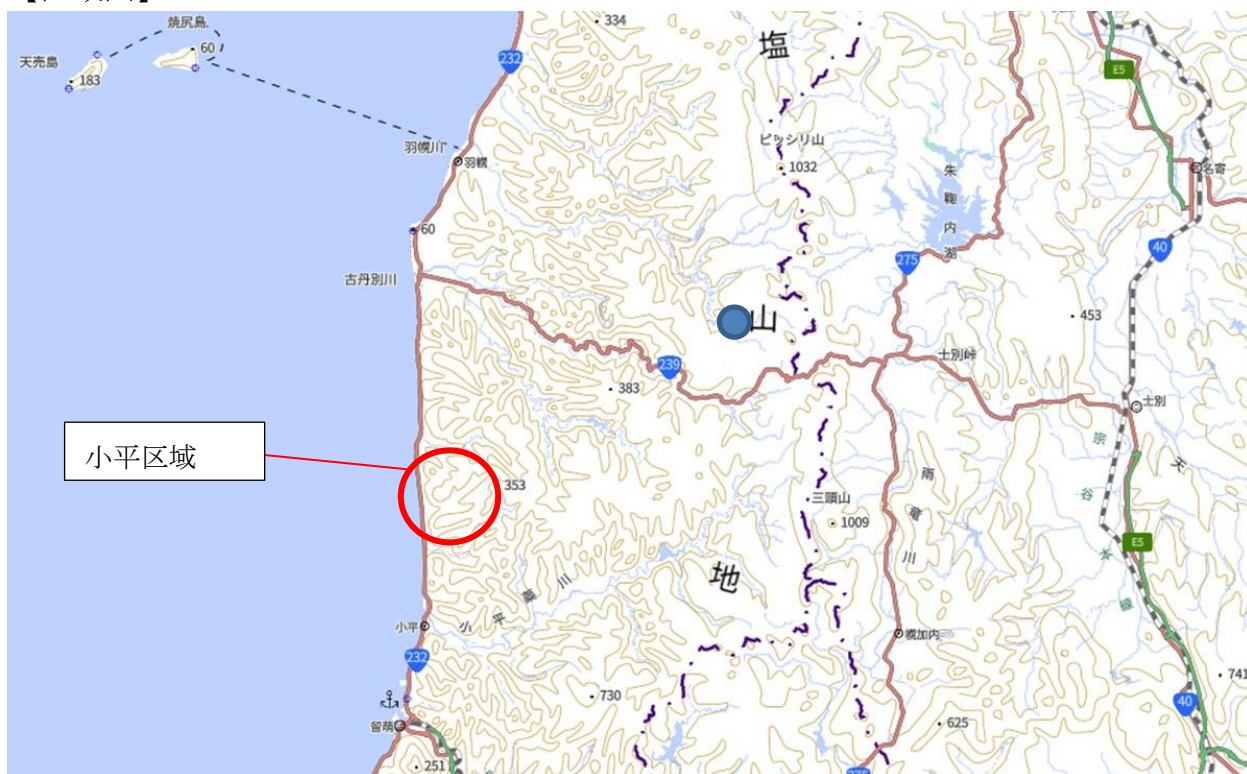 焼尻島
334
塩
232
60
天売島
183
E5
ピッシリ山
羽幌川
羽幌
1032
朱鞠内湖
名寄
60
275
40
古丹別川
山
453
239
士別峠
383
士別
小平区域
宗谷本線
天
353
雨竜川
三頭山
1009
E5
地
小平蘂川
小平
幌加内
232
741
730
40
留萌
625
251
275